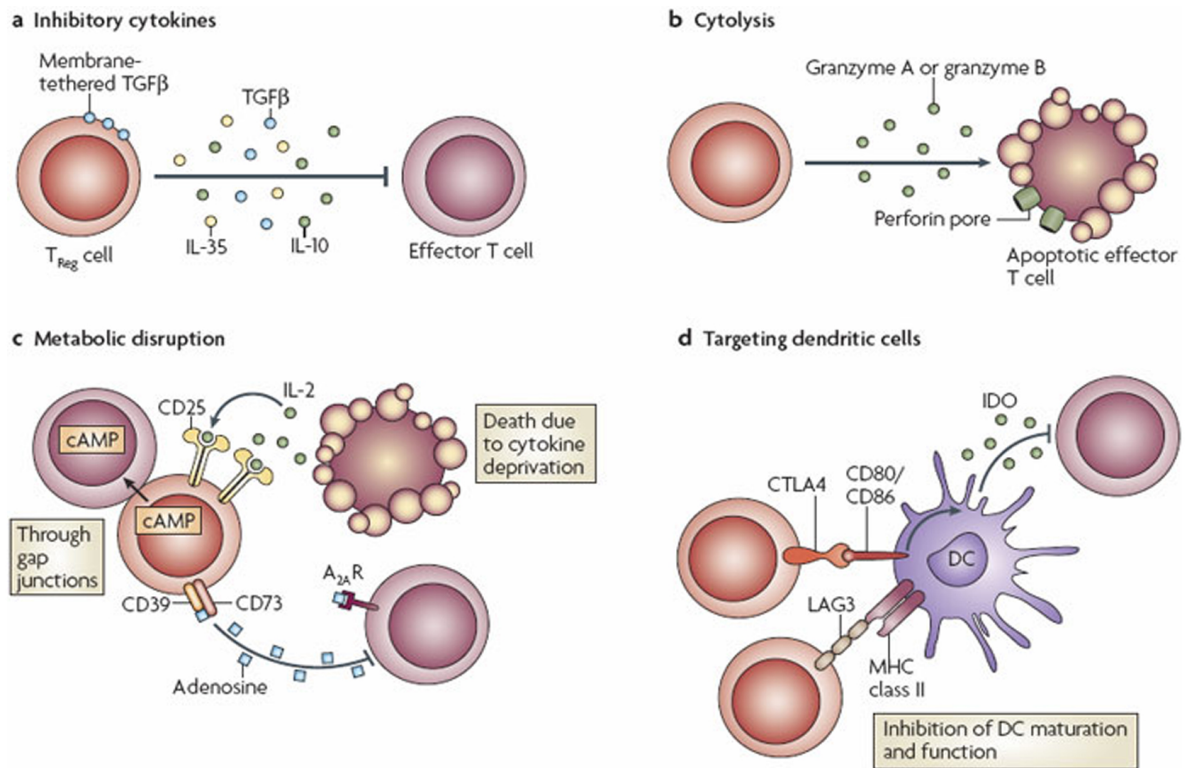 a Inhibitory cytokines
Membrane-
tethered TGFβ
TGFβ
IL-35
IL-10
TReg cell
Effector T cell
b Cytolysis
Granzyme A or granzyme B
Perforin pore
Apoptotic effector
T cell
c Metabolic disruption
IL-2
CD25
cAMP
cAMP
Death due
to cytokine
deprivation
Through
gap
junctions
CD39
CD73
A2AR
Adenosine
d Targeting dendritic cells
IDO
CTLA4
CD80/
CD86
DC
LAG3
MHC
class II
Inhibition of DC maturation
and function